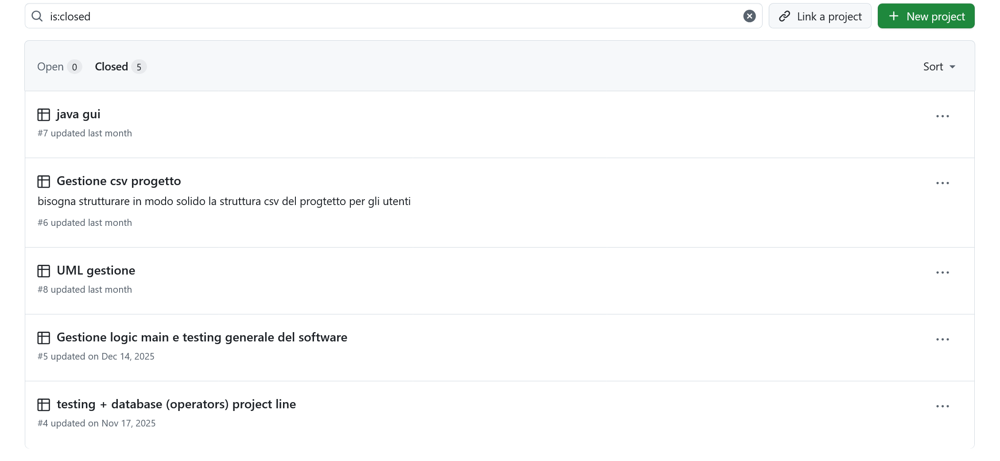 is:closed
Link a project
New project
Open 0 Closed 5
Sort
java gui
#7 updated last month
Gestione csv progetto
bisogna strutturare in modo solido la struttura csv del progtetto per gli utenti
#6 updated last month
UML gestione
#8 updated last month
Gestione logic main e testing generale del software
#5 updated on Dec 14, 2025
testing + database (operators) project line
#4 updated on Nov 17, 2025